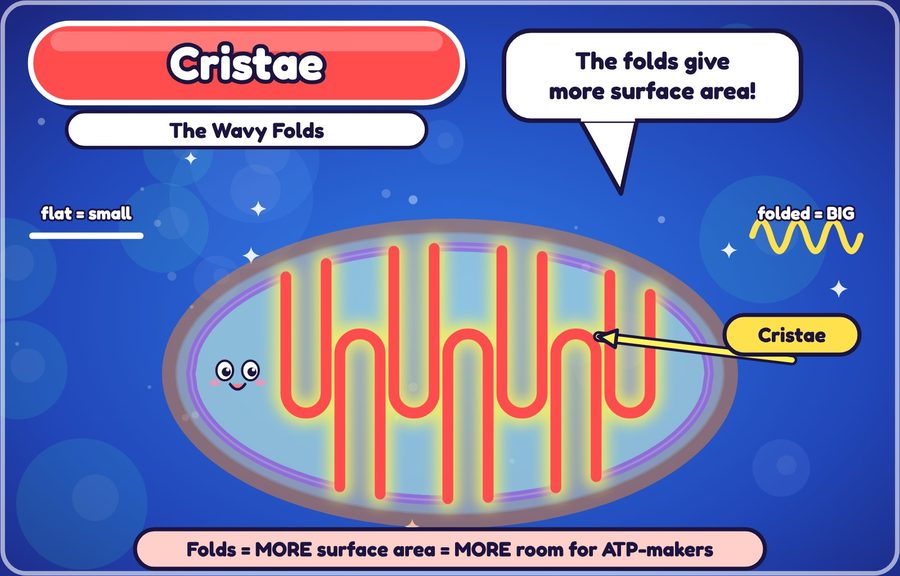 Cristae
The Wavy Folds
The folds give
more surface area!
flat = small
folded = BIG
Cristae
Folds = MORE surface area = MORE room for ATP-makers